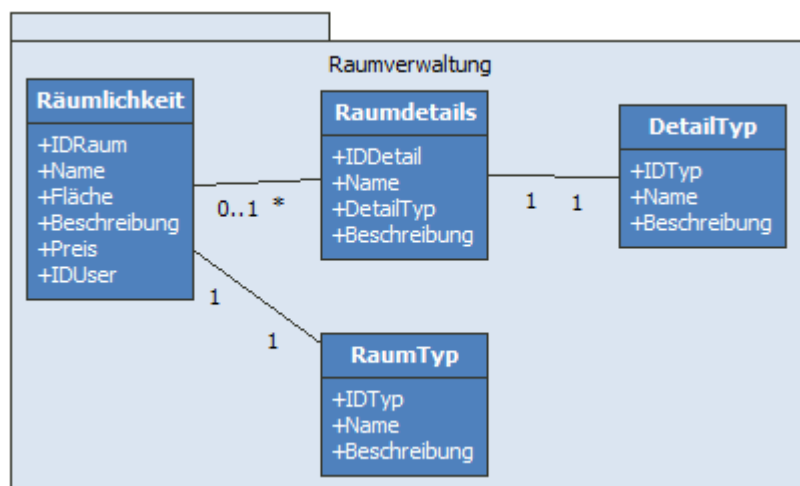 Raumverwaltung
Räumlichkeit
+IDRaum
+Name
+Fläche
+Beschreibung
+Preis
+IDUser
0..1 *
Raumdetails
+IDDetail
+Name
+DetailTyp
+Beschreibung
1 1
DetailTyp
+IDTyp
+Name
+Beschreibung
1
1
RaumTyp
+IDTyp
+Name
+Beschreibung